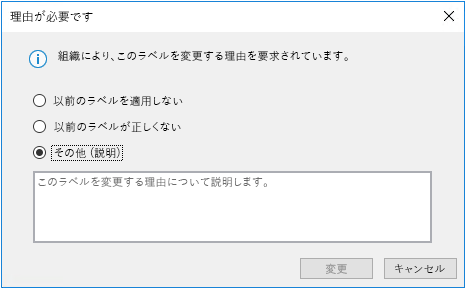 理由が必要です
組織により、このラベルを変更する理由を要求されています。
以前のラベルを適用しない
以前のラベルが正しくない
その他 (説明)
このラベルを変更する理由について説明します。
変更
キャンセル